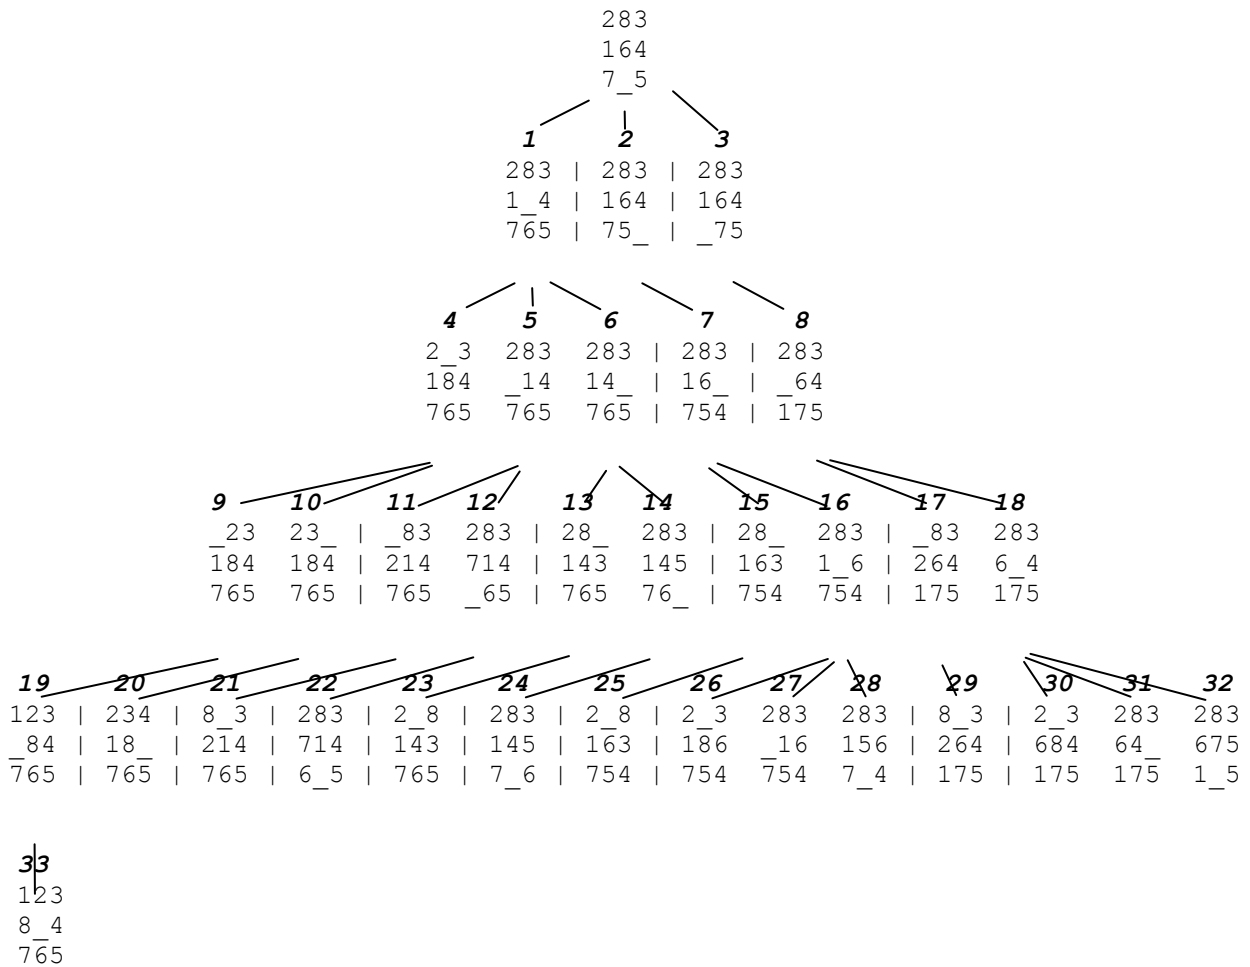 283
164
7_5
1 2 3
283 | 283 | 283
1_4 | 164 | 164
765 | 75_ | _75
4 5 6 7 8
2_3 283 283 | 283 | 283
184 _14 14_ | 16_ | _64
765 765 765 | 754 | 175
9 10 11 12 13 14 15 16 17 18
_23 23_ | _83 283 | 28_ 283 | 28_ 283 | _83 283
184 184 | 214 714 | 143 145 | 163 1_6 | 264 6_4
765 765 | 765 _65 | 765 76_ | 754 754 | 175 175
19 20 21 22 23 24 25 26 27 28 29 30 31 32
123 | 234 | 8_3 | 283 | 2_8 | 283 | 2_8 | 2_3 283 283 | 8_3 | 2_3 283 283
_84 | 18_ | 214 | 714 | 143 | 145 | 163 | 186 _16 156 | 264 | 684 64_ 675
765 | 765 | 765 | 6_5 | 765 | 7_6 | 754 | 754 754 7_4 | 175 | 175 175 1_5
33
123
8_4
765